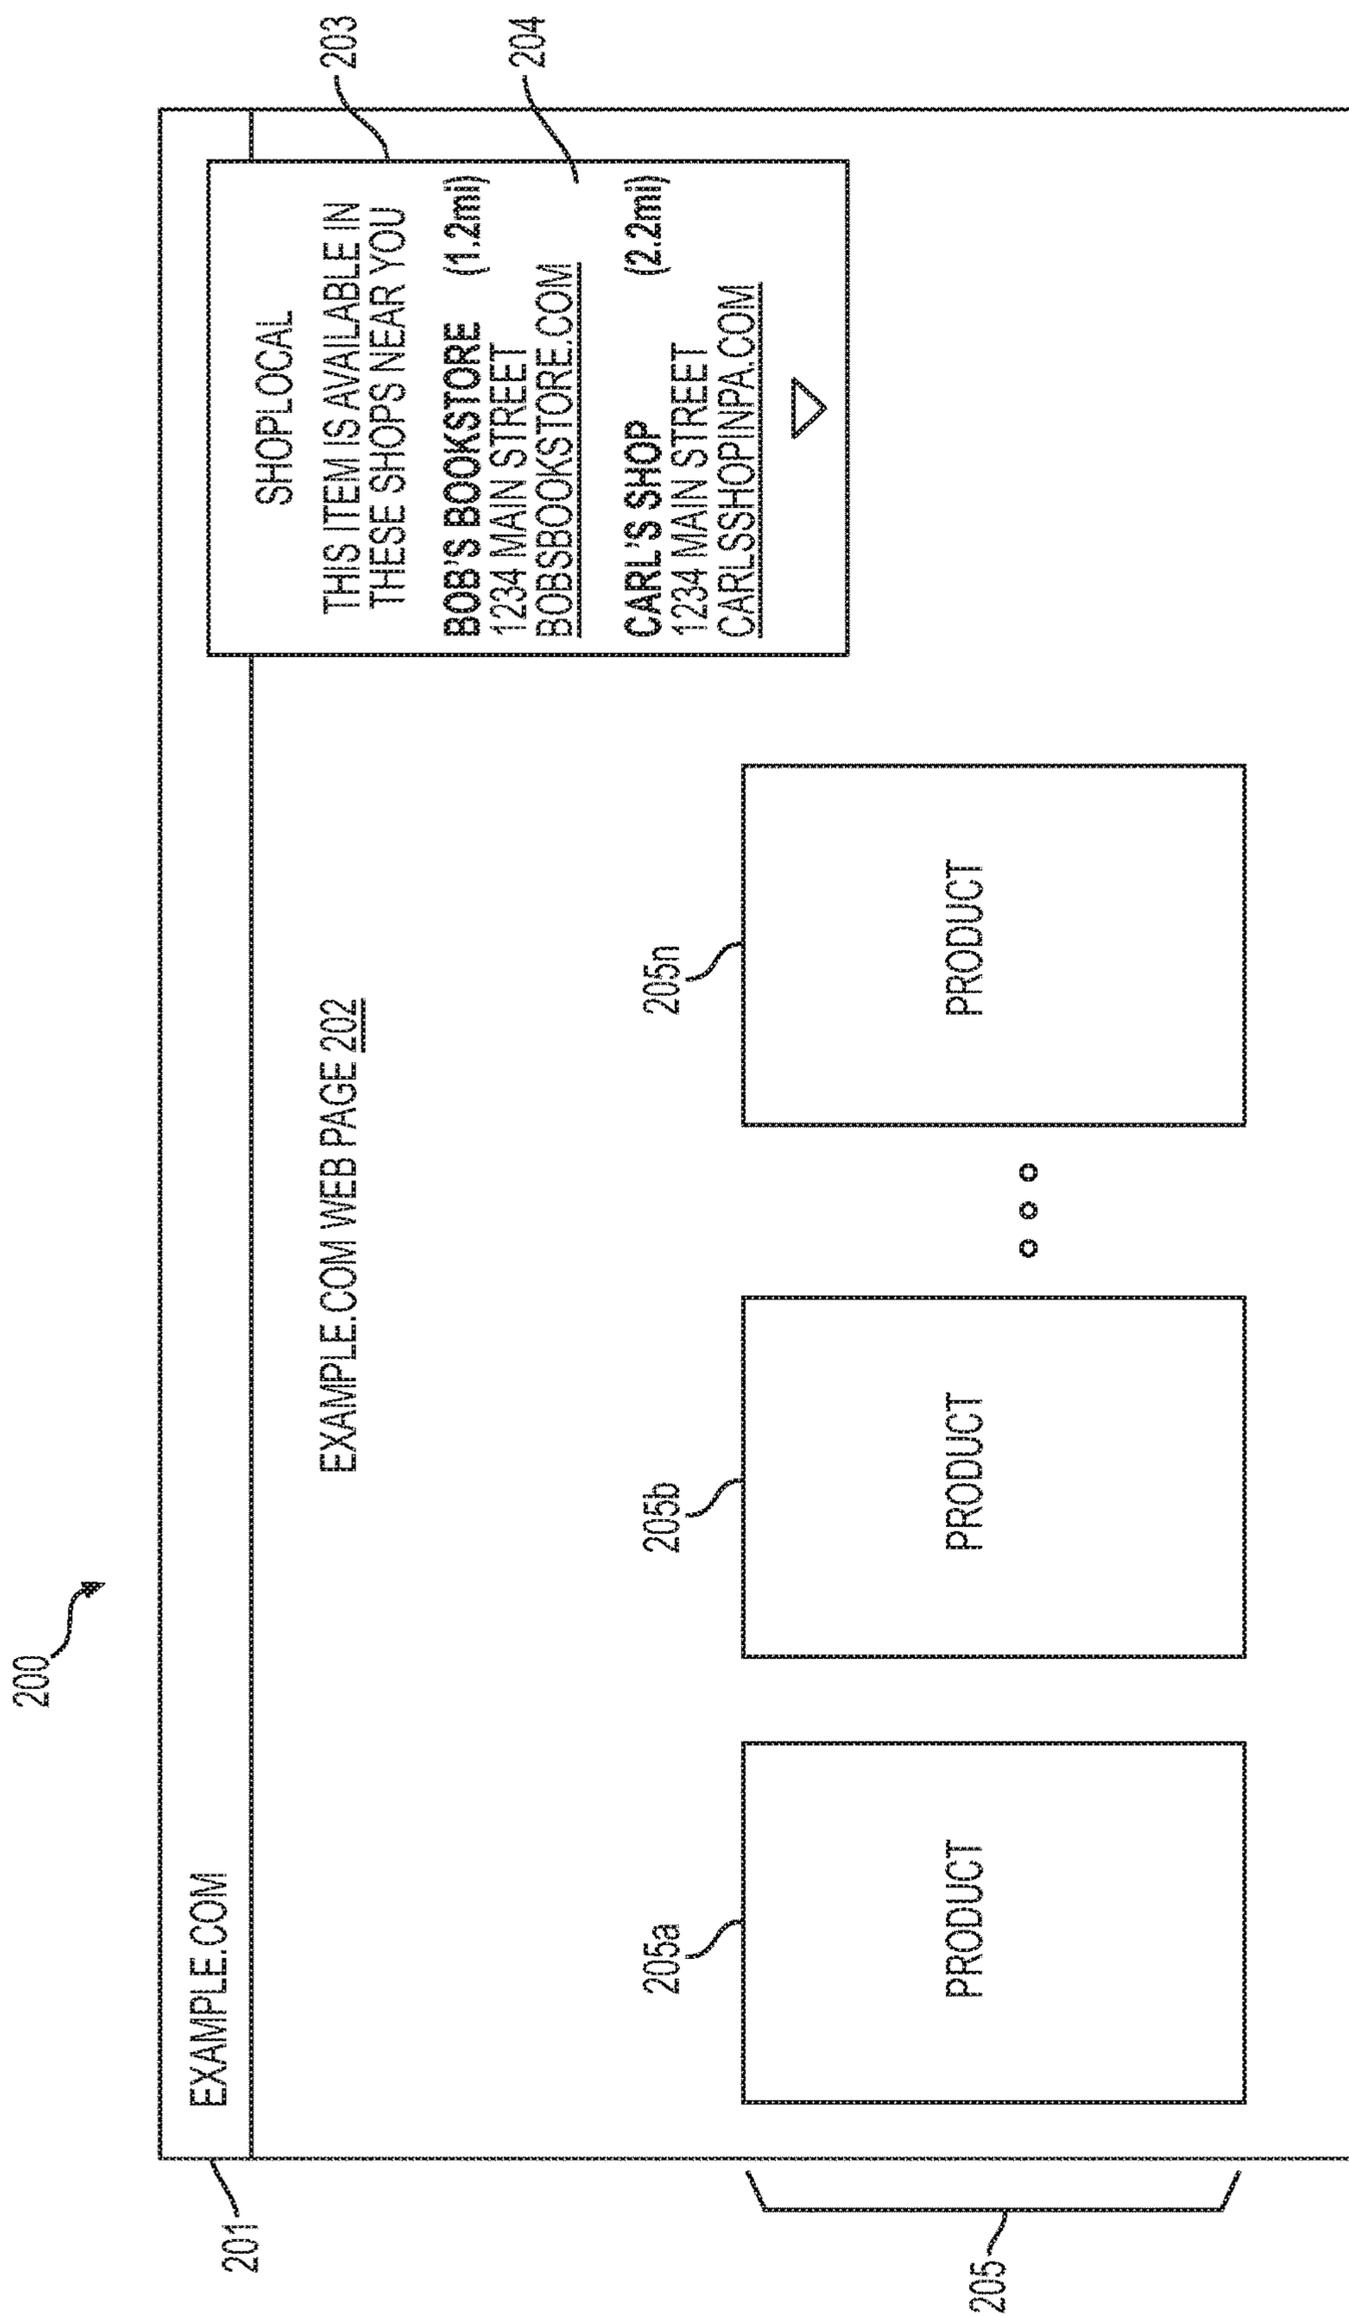 200
201
EXAMPLE.COM
SHOPLOCAL
203
EXAMPLE.COM WEB PAGE 202
THIS ITEM IS AVAILABLE IN
THESE SHOPS NEAR YOU
BOB'S BOOKSTORE (1.2mi)
1234 MAIN STREET
BOBSBOOKSTORE.COM
204
CARL'S SHOP (2.2mi)
1234 MAIN STREET
CARLSSHOPINPA.COM
205a
205b
205n
205
PRODUCT
PRODUCT
PRODUCT